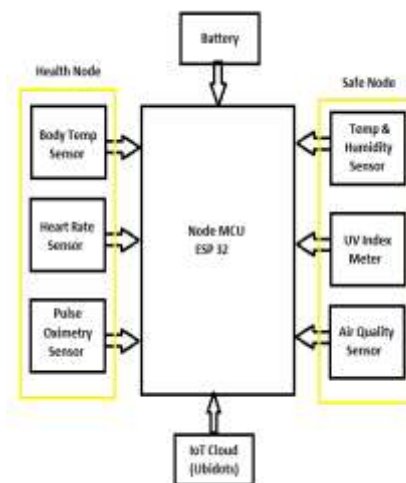 Battery
Health Node
Safe Node
Body Temp
Sensor
Heart Rate
Sensor
Pulse
Oximetry
Sensor
Node MCU
ESP 32
Temp &
Humidity
Sensor
UV Index
Meter
Air Quality
Sensor
IoT Cloud
(Ubidots)